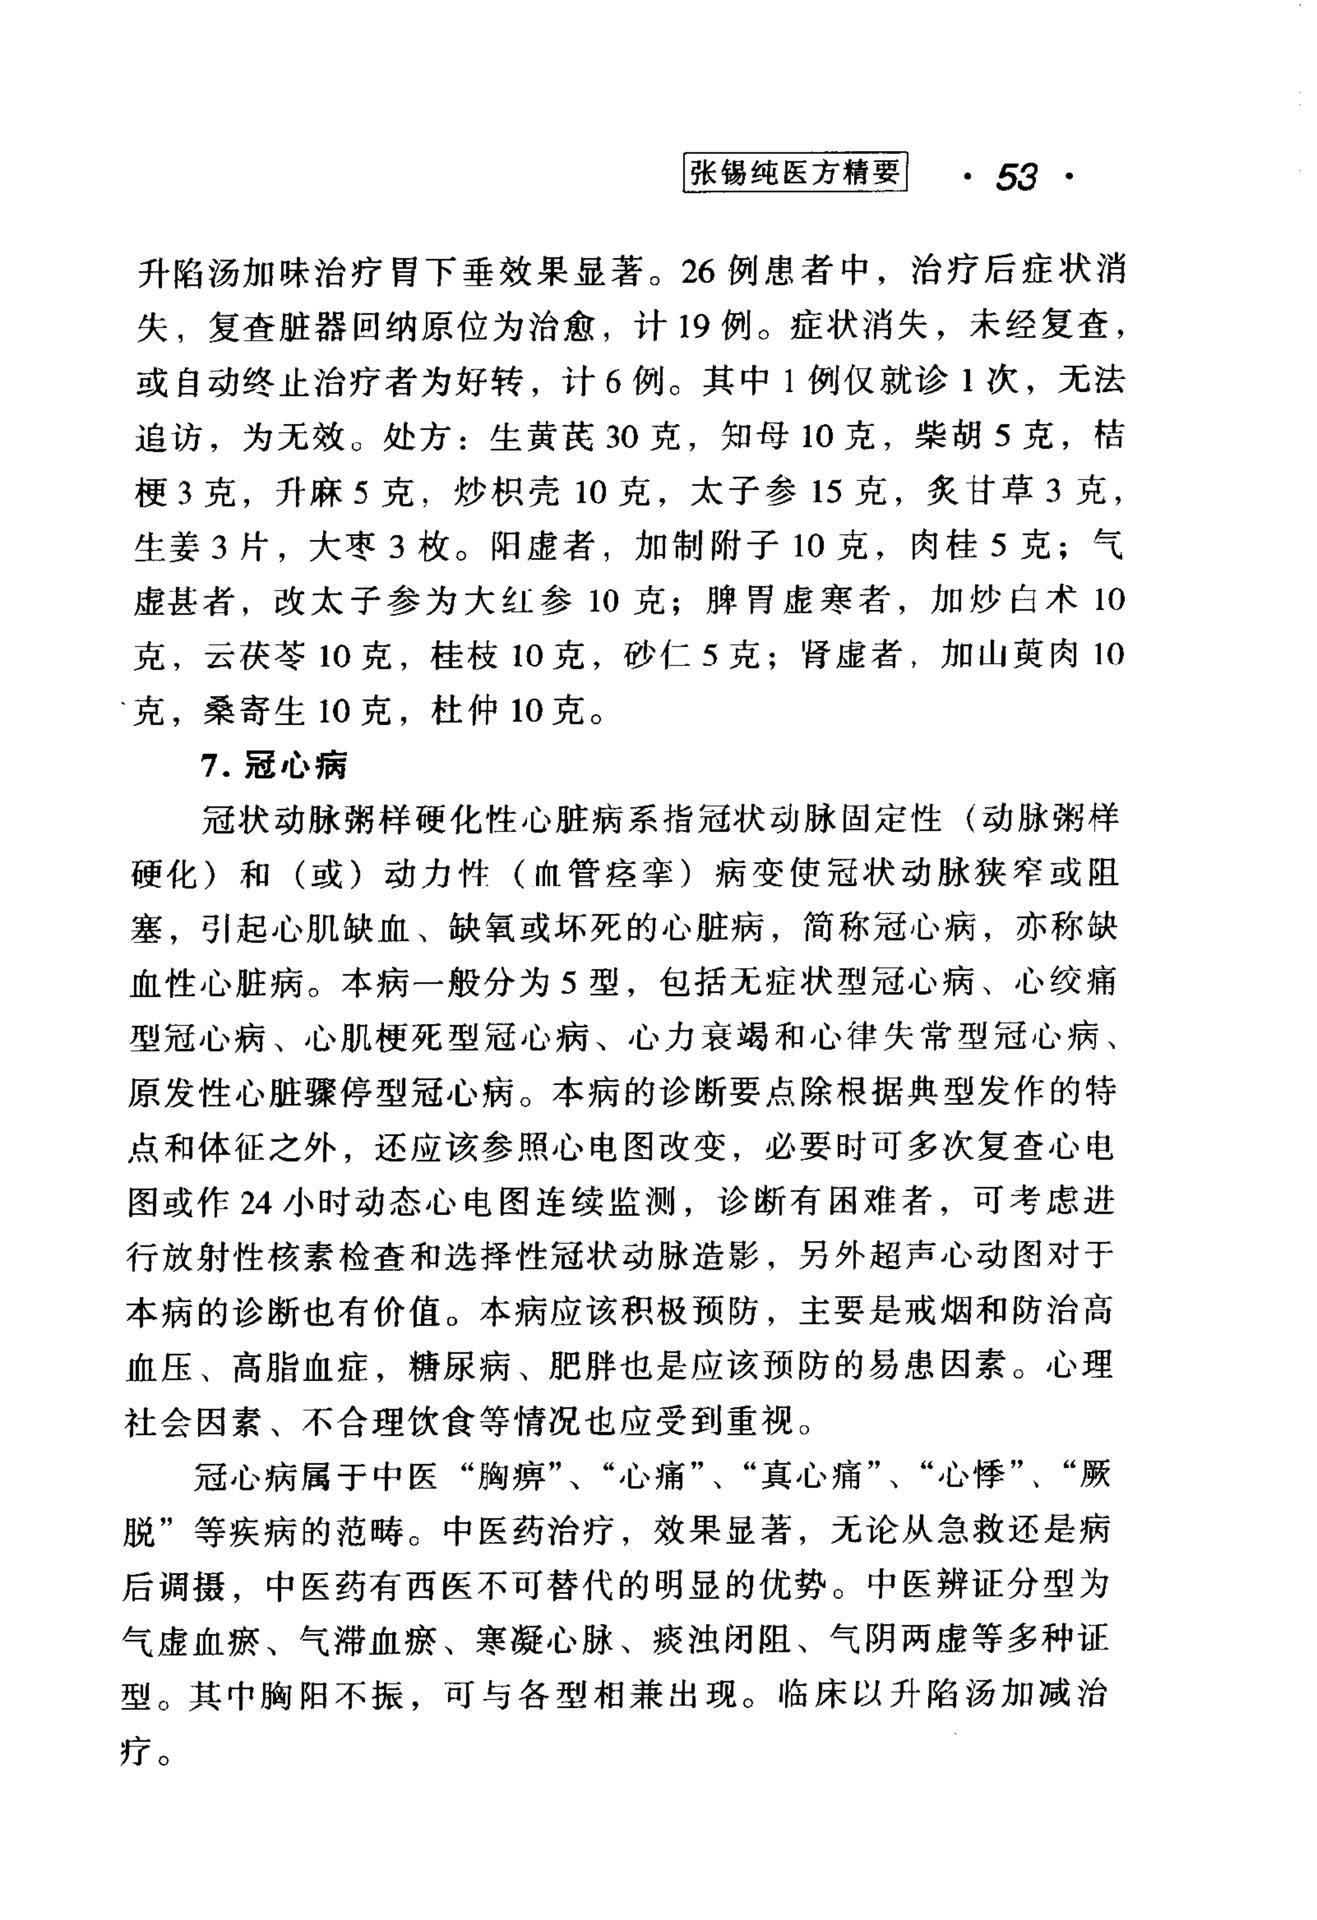 张锡纯医方精要 · 53 ·
升陷汤加味治疗胃下垂效果显著。26 例患者中，治疗后症状消
失，复查脏器回纳原位为治愈，计 19 例。症状消失，未经复查，
或自动终止治疗者为好转，计 6 例。其中 1 例仅就诊 1 次，无法
追访，为无效。处方：生黄芪 30 克，知母 10 克，柴胡 5 克，桔
梗 3 克，升麻 5 克，炒枳壳 10 克，太子参 15 克，炙甘草 3 克，
生姜 3 片，大枣 3 枚。阳虚者，加制附子 10 克，肉桂 5 克；气
虚甚者，改太子参为大红参 10 克；脾胃虚寒者，加炒白术 10
克，云茯苓 10 克，桂枝 10 克，砂仁 5 克；肾虚者，加山萸肉 10
克，桑寄生 10 克，杜仲 10 克。
7. 冠心病
冠状动脉粥样硬化性心脏病系指冠状动脉固定性（动脉粥样
硬化）和（或）动力性（血管痉挛）病变使冠状动脉狭窄或阻
塞，引起心肌缺血、缺氧或坏死的心脏病，简称冠心病，亦称缺
血性心脏病。本病一般分为 5 型，包括无症状型冠心病、心绞痛
型冠心病、心肌梗死型冠心病、心力衰竭和心律失常型冠心病、
原发性心脏骤停型冠心病。本病的诊断要点除根据典型发作的特
点和体征之外，还应该参照心电图改变，必要时可多次复查心电
图或作 24 小时动态心电图连续监测，诊断有困难者，可考虑进
行放射性核素检查和选择性冠状动脉造影，另外超声心动图对于
本病的诊断也有价值。本病应该积极预防，主要是戒烟和防治高
血压、高脂血症，糖尿病、肥胖也是应该预防的易患因素。心理
社会因素、不合理饮食等情况也应受到重视。
冠心病属于中医“胸痹”、“心痛”、“真心痛”、“心悸”、“厥
脱”等疾病的范畴。中医药治疗，效果显著，无论从急救还是病
后调摄，中医药有西医不可替代的明显的优势。中医辨证分型为
气虚血瘀、气滞血瘀、寒凝心脉、痰浊闭阻、气阴两虚等多种证
型。其中胸阳不振，可与各型相兼出现。临床以升陷汤加减治
疗。